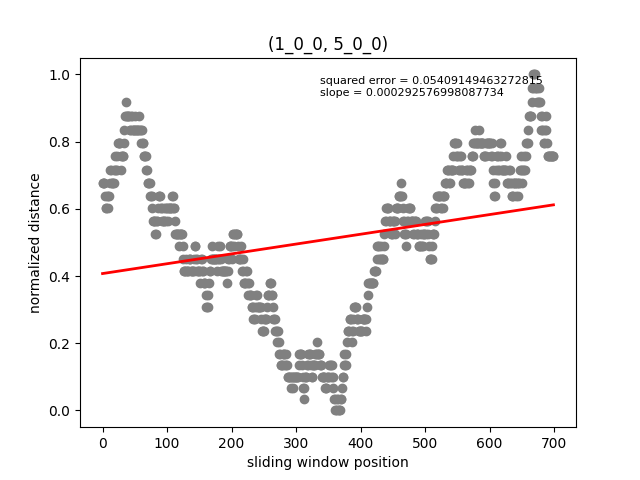 (1_0_0, 5_0_0)
squared error = 0.05409149463272815
slope = 0.000292576998087734
1.0
0.8
0.6
0.4
0.2
0.0
normalized distance
0 100 200 300 400 500 600 700
sliding window position